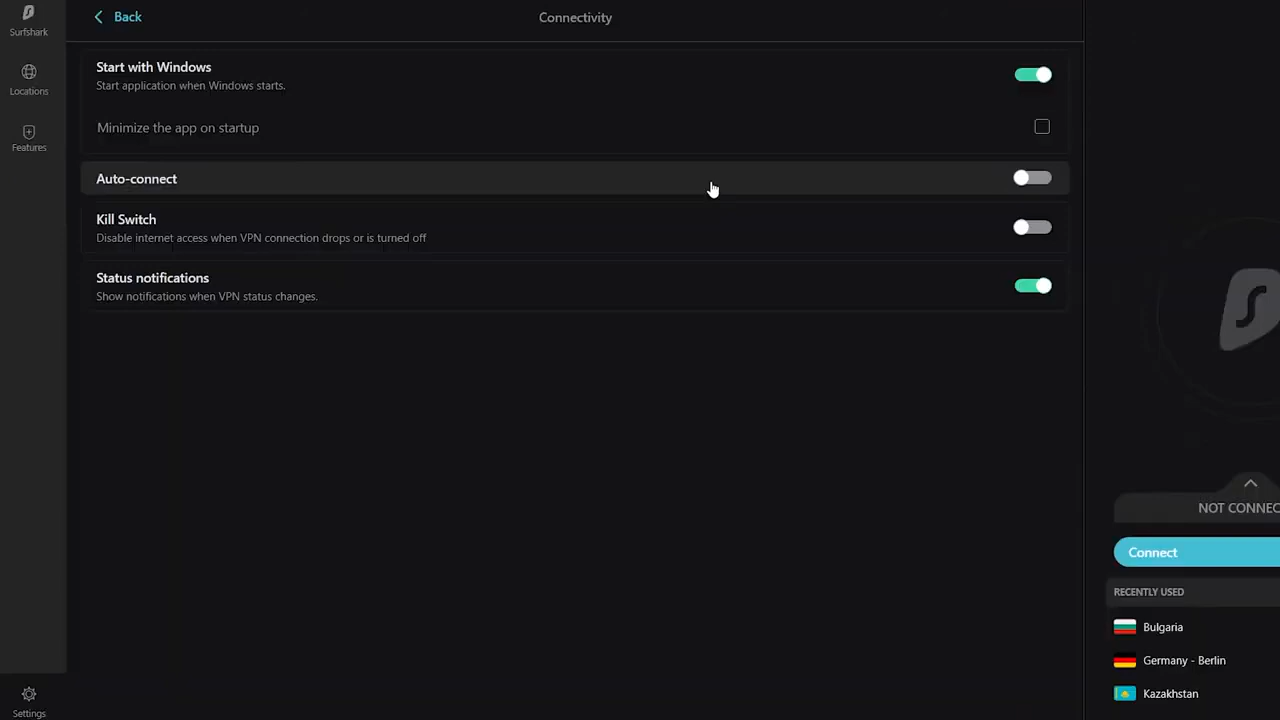 Surfshark
Locations
Features
Settings
Back
Connectivity
Start with Windows
Start application when Windows starts.
Minimize the app on startup
Auto-connect
Kill Switch
Disable internet access when VPN connection drops or is turned off
Status notifications
Show notifications when VPN status changes.
NOT CONNEC
Connect
RECENTLY USED
Bulgaria
Germany - Berlin
Kazakhstan